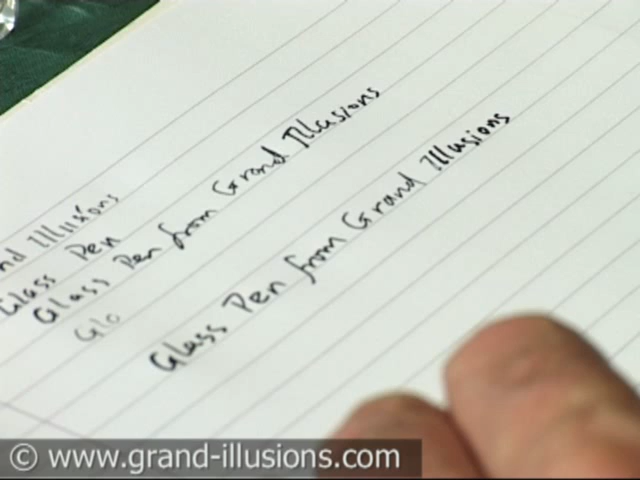 nd Illusions
Glass Pen
Glass Pen from Grand Illusions
Glo
Glass Pen from Grand Illusions
© www.grand-illusions.com